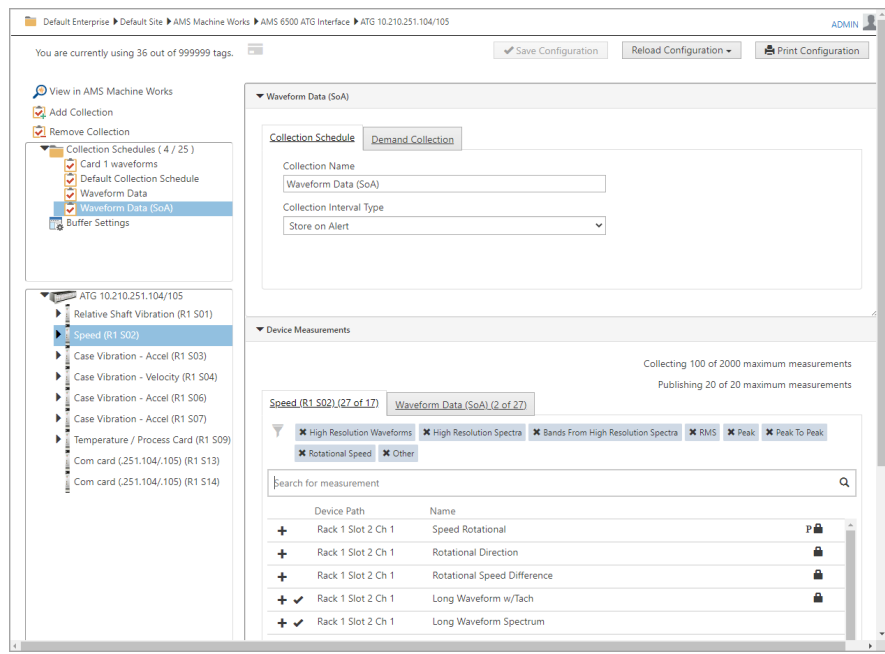 Default Enterprise Default Site AMS Machine Works AMS 6500 ATG Interface ATG 10.210.251.104/105
ADMIN
You are currently using 36 out of 999999 tags.
Save Configuration Reload Configuration Print Configuration
View in AMS Machine Works
Add Collection
Remove Collection
Collection Schedules ( 4 / 25 )
Card 1 waveforms
Default Collection Schedule
Waveform Data
Waveform Data (SoA)
Buffer Settings
ATG 10.210.251.104/105
Relative Shaft Vibration (R1 S01)
Speed (R1 S02)
Case Vibration - Accel (R1 S03)
Case Vibration - Velocity (R1 S04)
Case Vibration - Accel (R1 S06)
Case Vibration - Accel (R1 S07)
Temperature / Process Card (R1 S09)
Com card (.251.104/.105) (R1 S13)
Com card (.251.104/.105) (R1 S14)
Waveform Data (SoA)
Collection Schedule Demand Collection
Collection Name
Waveform Data (SoA)
Collection Interval Type
Store on Alert
Device Measurements
Collecting 100 of 2000 maximum measurements
Publishing 20 of 20 maximum measurements
Speed (R1 S02) (27 of 17) Waveform Data (SoA) (2 of 27)
High Resolution Waveforms High Resolution Spectra Bands From High Resolution Spectra RMS Peak Peak To Peak
Rotational Speed Other
Search for measurement
Device Path Name
Rack 1 Slot 2 Ch 1 Speed Rotational P
Rack 1 Slot 2 Ch 1 Rotational Direction
Rack 1 Slot 2 Ch 1 Rotational Speed Difference
Rack 1 Slot 2 Ch 1 Long Waveform w/Tach
Rack 1 Slot 2 Ch 1 Long Waveform Spectrum